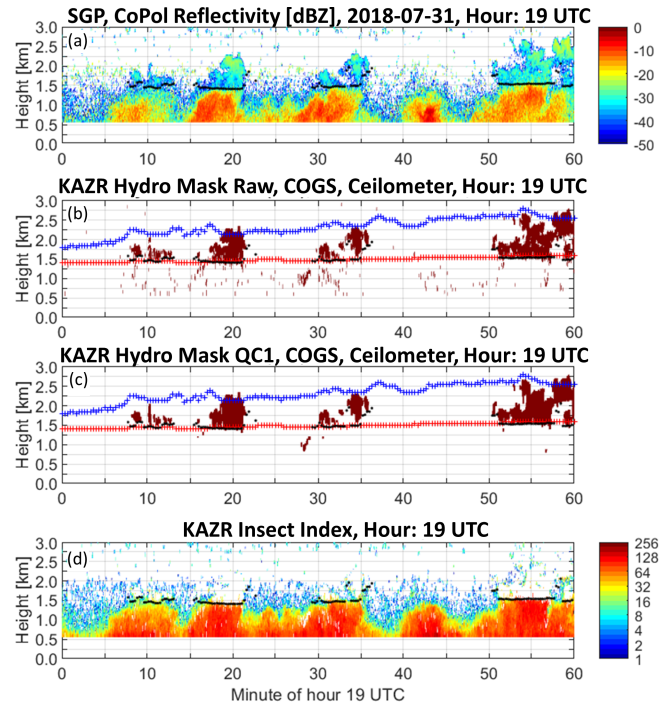 SGP, CoPol Reflectivity [dBZ], 2018-07-31, Hour: 19 UTC
(a)
Height [km]
3.0
2.5
2.0
1.5
1.0
0.5
0.0
0 10 20 30 40 50 60
0
-10
-20
-30
-40
-50
KAZR Hydro Mask Raw, COGS, Ceilometer, Hour: 19 UTC
(b)
Height [km]
3.0
2.5
2.0
1.5
1.0
0.5
0.0
0 10 20 30 40 50 60
KAZR Hydro Mask QC1, COGS, Ceilometer, Hour: 19 UTC
(c)
Height [km]
3.0
2.5
2.0
1.5
1.0
0.5
0.0
0 10 20 30 40 50 60
KAZR Insect Index, Hour: 19 UTC
(d)
Height [km]
3.0
2.5
2.0
1.5
1.0
0.5
0.0
0 10 20 30 40 50 60
Minute of hour 19 UTC
256
128
64
32
16
8
4
2
1